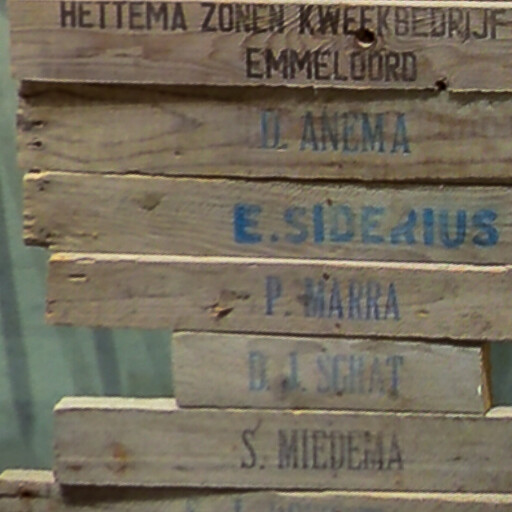 HETTEMA ZONEN KWEEKBEDRIJF
EMMELOORD
D. ANEMA
E. SIDERIUS
P. MARRA
D. J. SCHAT
S. MIEDEMA